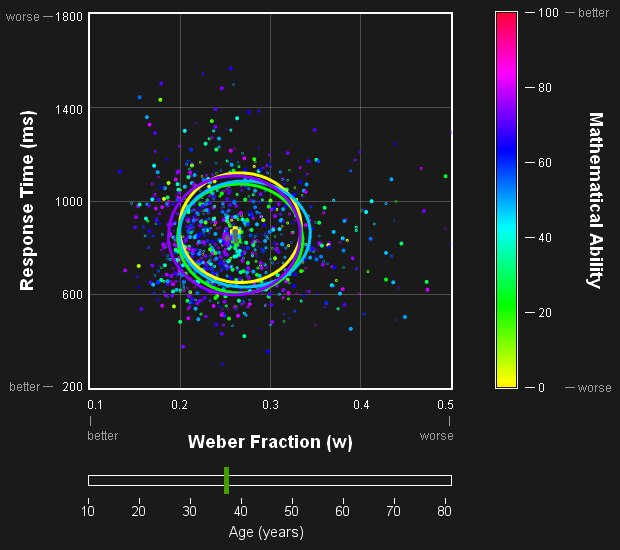 worse
1800
1400
1000
600
better
200
Response Time (ms)
0.1
0.2
0.3
0.4
0.5
better
worse
Weber Fraction (w)
10
20
30
40
50
60
70
80
Age (years)
100
better
80
60
40
20
0
worse
Mathematical Ability